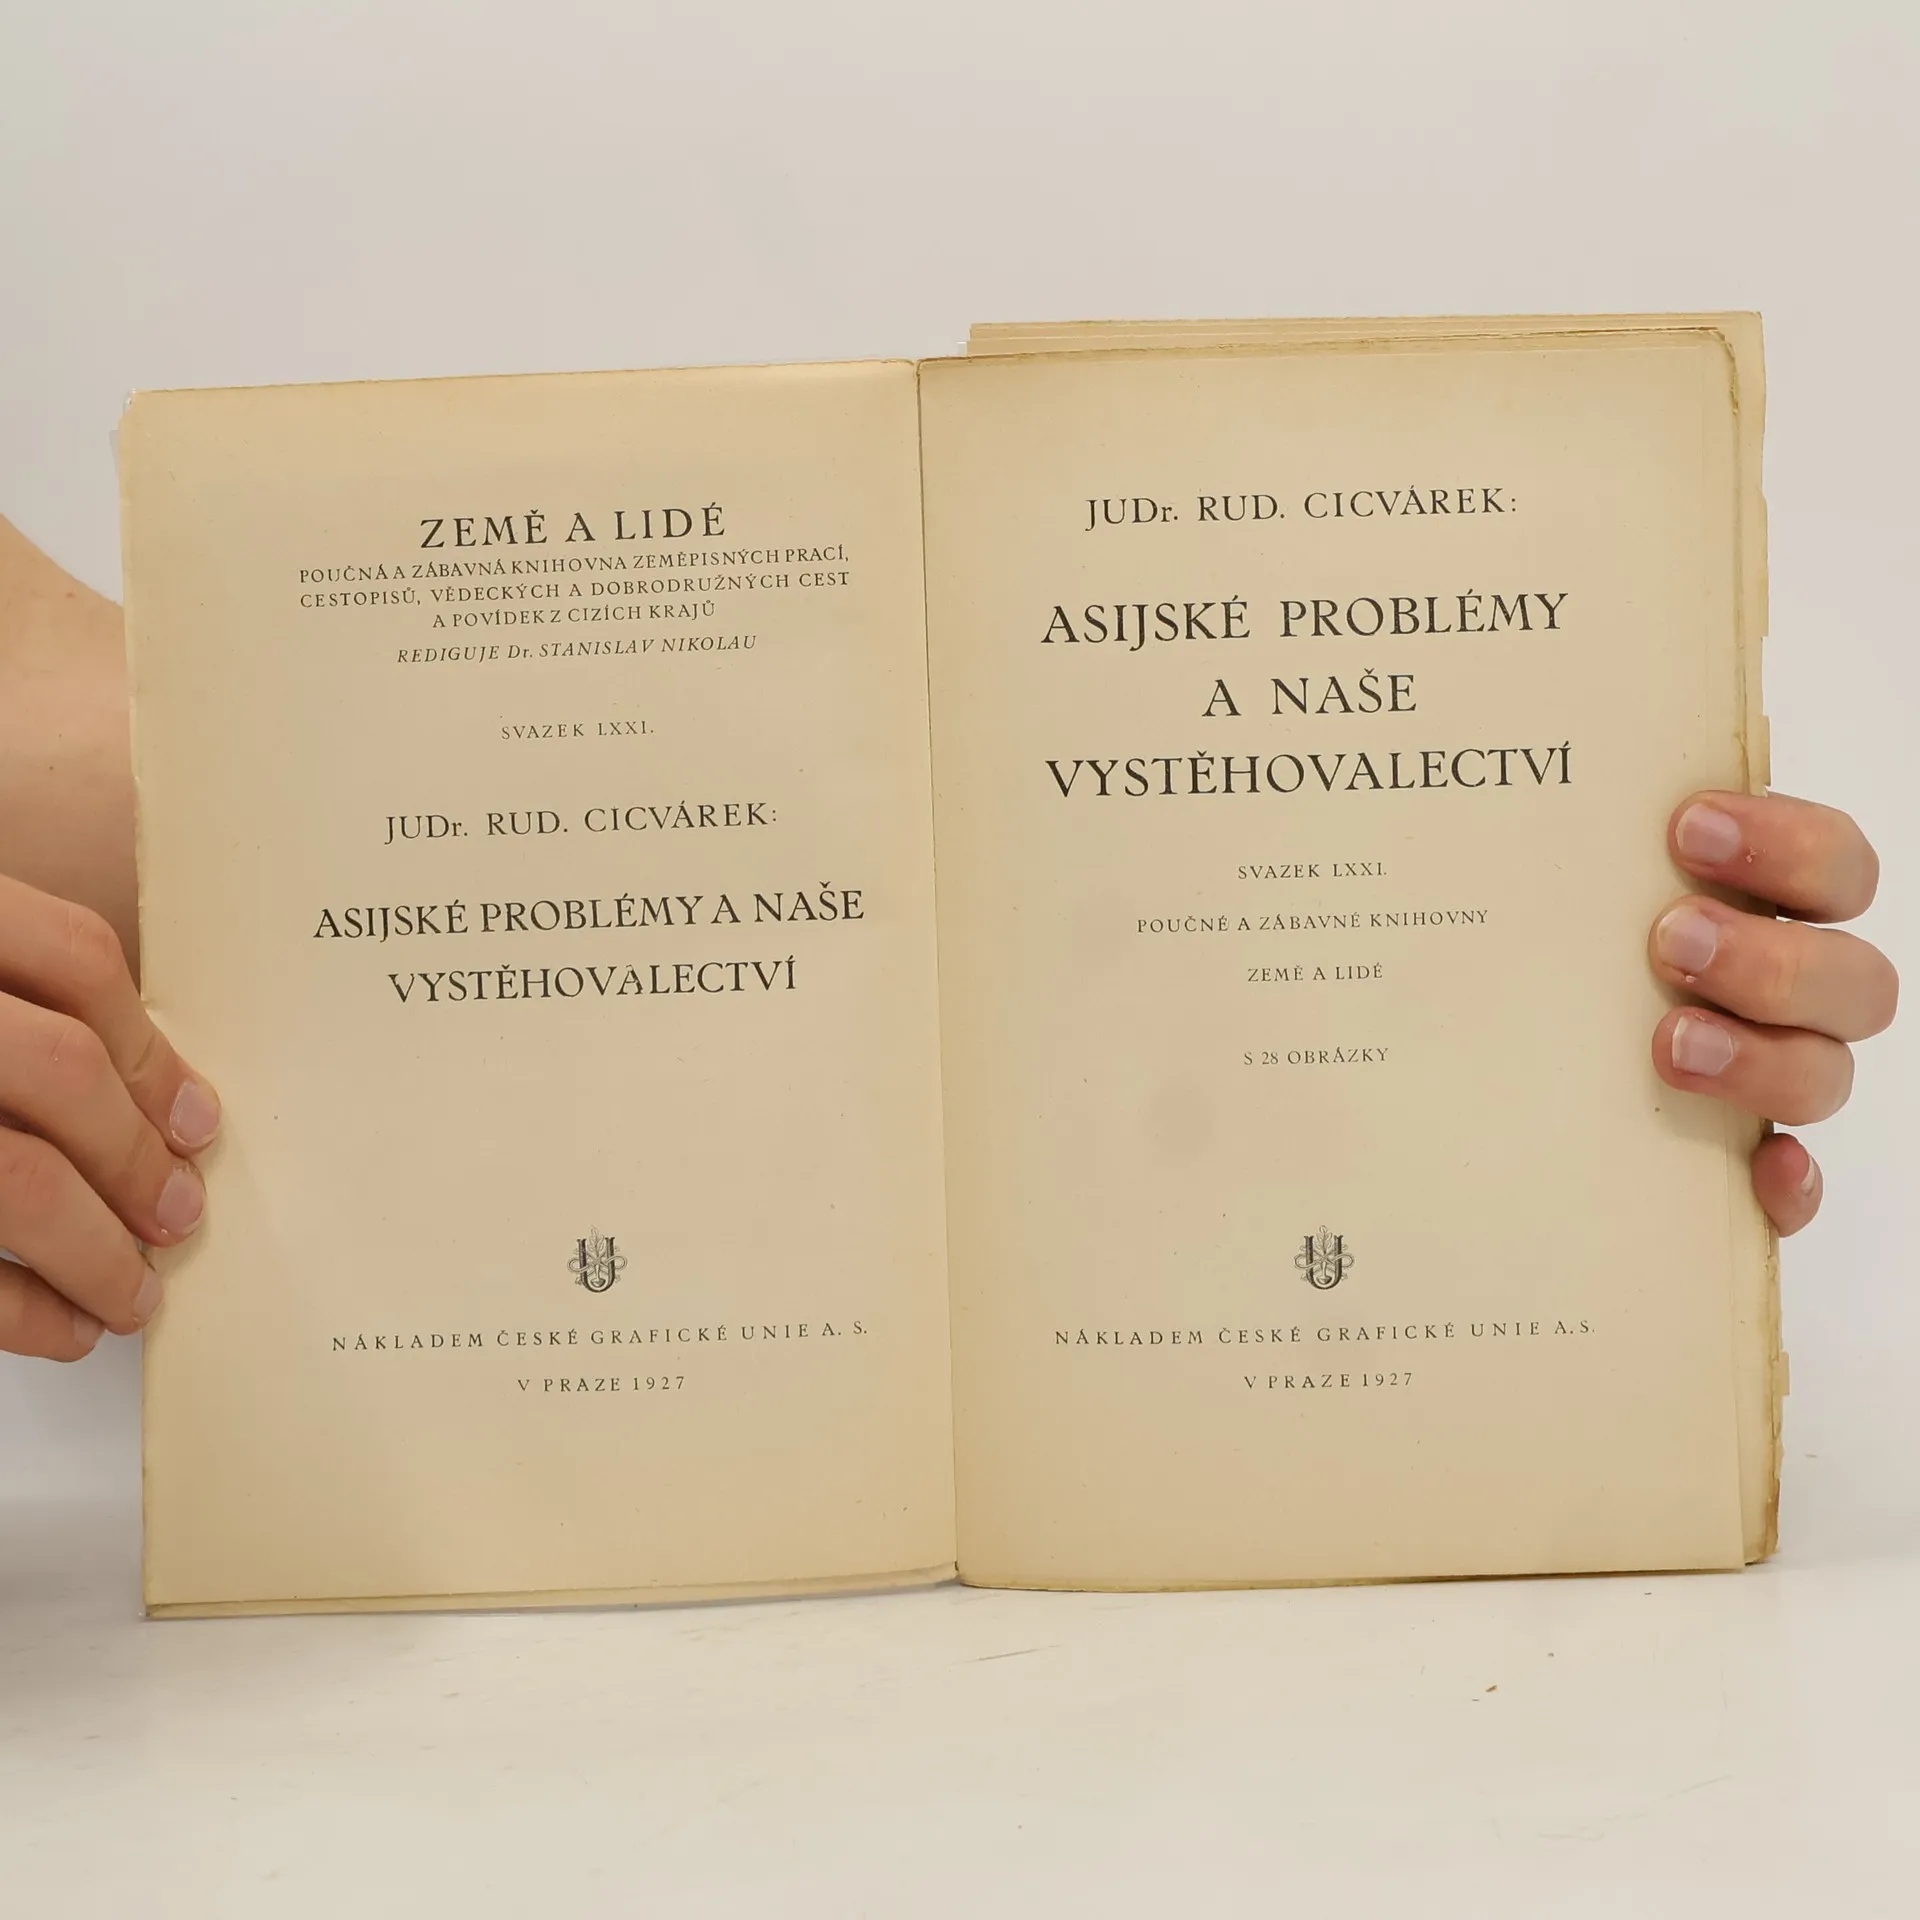 ZEMĚ A LIDÉ
POUČNÁ A ZÁBAVNÁ KNIHOVNA ZEMĚPISNÝCH PRACÍ,
CESTOPISŮ, VĚDECKÝCH A DOBRODRUŽNÝCH CEST
A POVÍDEK Z CIZÍCH KRAJŮ
REDIGUJE Dr. STANISLAV NIKOLAU
SVAZEK LXXI.
JUDr. RUD. CICVÁREK:
ASIJSKÉ PROBLÉMY A NAŠE
VYSTĚHOVALECTVÍ
U
NÁKLADEM ČESKÉ GRAFICKÉ UNIE A. S.
V PRAZE 1927
JUDr. RUD. CICVÁREK:
ASIJSKÉ PROBLÉMY
A NAŠE
VYSTĚHOVALECTVÍ
SVAZEK LXXI.
POUČNÉ A ZÁBAVNÉ KNIHOVNY
ZEMĚ A LIDÉ
S 28 OBRÁZKY
U
NÁKLADEM ČESKÉ GRAFICKÉ UNIE A. S.
V PRAZE 1927